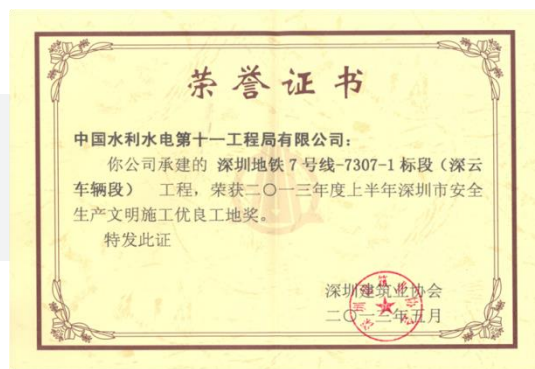 荣誉证书
中国水利水电第十一工程局有限公司：
你公司承建的 深圳地铁7号线-7307-1标段（深云
车辆段） 工程，荣获二〇一三年度上半年深圳市安全
生产文明施工优良工地奖。
特发此证
深圳建筑业协会
二〇一三年五月